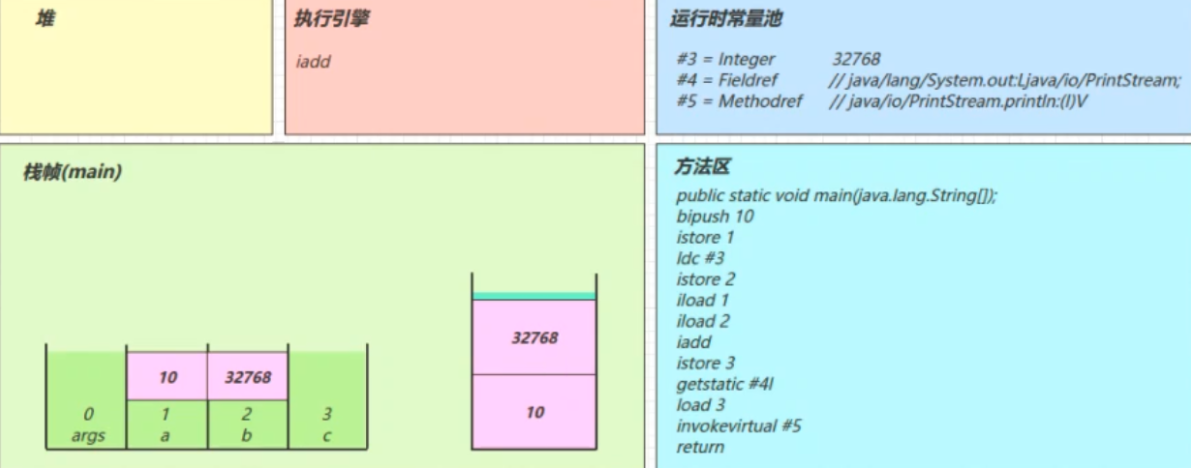 堆
执行引擎
iadd
运行时常量池
#3 = Integer 32768
#4 = Fieldref // java/lang/System.out:Ljava/io/PrintStream;
#5 = Methodref // java/io/PrintStream.println:(I)V
栈帧(main)
32768
10
10 32768
0 1 2 3
args a b c
方法区
public static void main(java.lang.String[]);
bipush 10
istore 1
ldc #3
istore 2
iload 1
iload 2
iadd
istore 3
getstatic #4I
load 3
invokevirtual #5
return